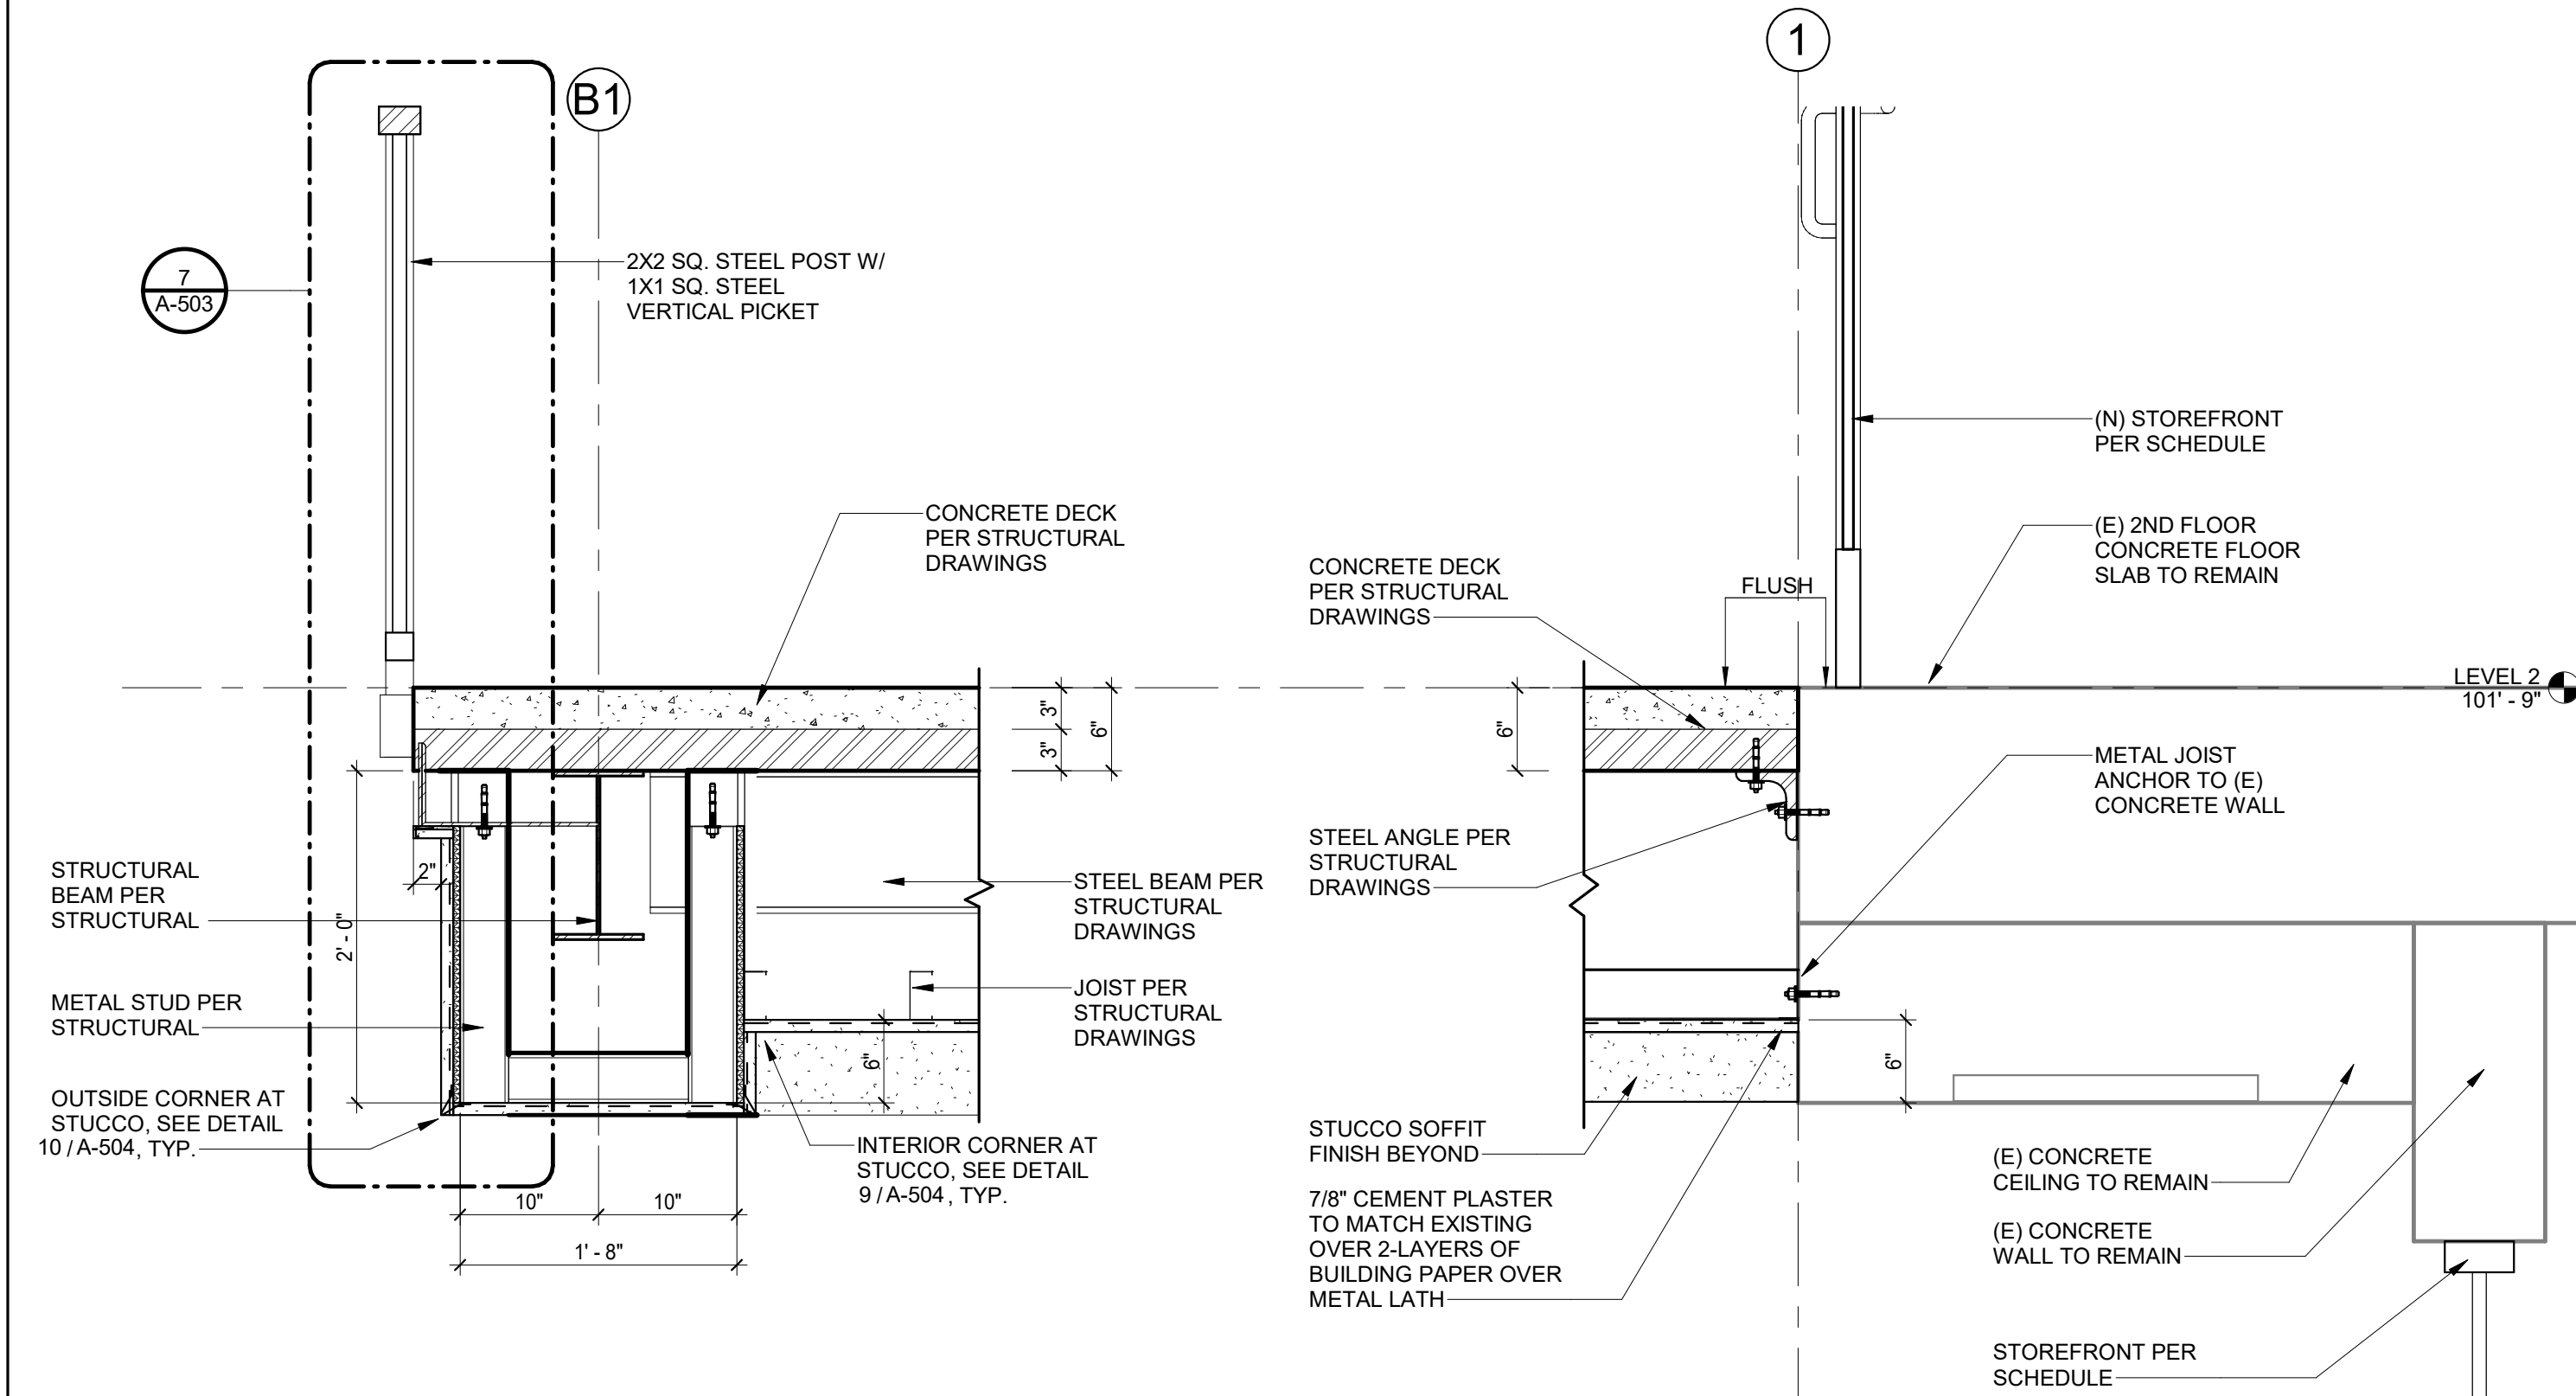 1
B1
7
A-503
2X2 SQ. STEEL POST W/
1X1 SQ. STEEL
VERTICAL PICKET
(N) STOREFRONT
PER SCHEDULE
CONCRETE DECK
PER STRUCTURAL
DRAWINGS
(E) 2ND FLOOR
CONCRETE FLOOR
SLAB TO REMAIN
CONCRETE DECK
PER STRUCTURAL
DRAWINGS
FLUSH
LEVEL 2
101' - 9"
3"
3"
6"
6"
METAL JOIST
ANCHOR TO (E)
CONCRETE WALL
STEEL ANGLE PER
STRUCTURAL
DRAWINGS
STRUCTURAL
BEAM PER
STRUCTURAL
2"
2' - 0"
STEEL BEAM PER
STRUCTURAL
DRAWINGS
METAL STUD PER
STRUCTURAL
JOIST PER
STRUCTURAL
DRAWINGS
6"
6"
OUTSIDE CORNER AT
STUCCO, SEE DETAIL
10 / A-504, TYP.
INTERIOR CORNER AT
STUCCO, SEE DETAIL
9 / A-504, TYP.
STUCCO SOFFIT
FINISH BEYOND
(E) CONCRETE
CEILING TO REMAIN
7/8" CEMENT PLASTER
TO MATCH EXISTING
OVER 2-LAYERS OF
BUILDING PAPER OVER
METAL LATH
(E) CONCRETE
WALL TO REMAIN
10"
10"
1' - 8"
STOREFRONT PER
SCHEDULE